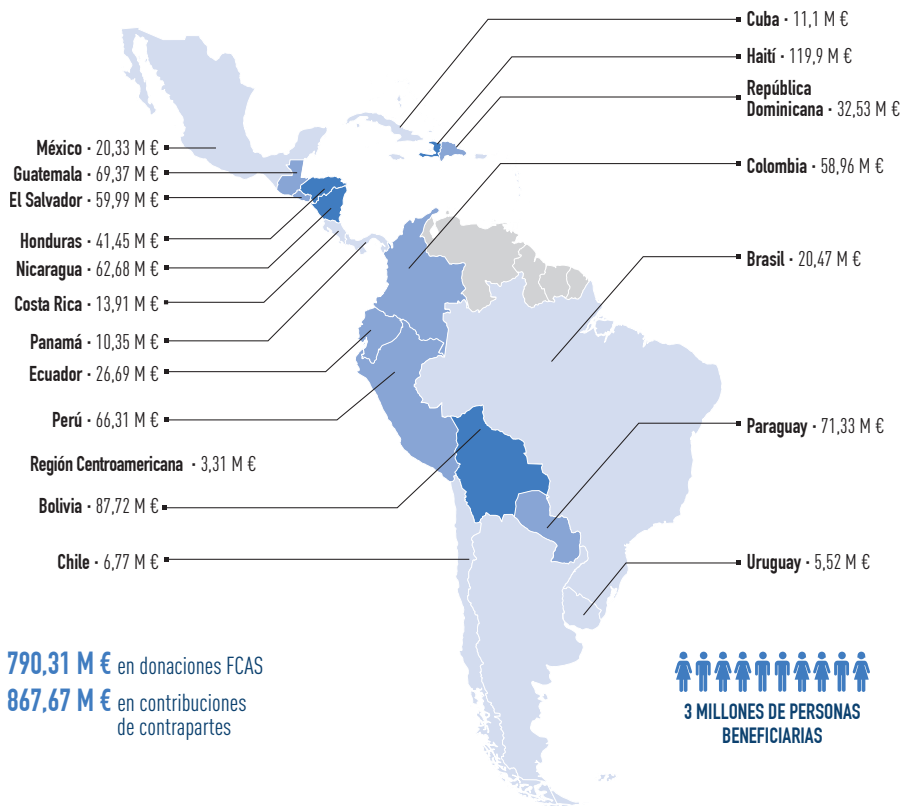 México · 20,33 M €
Guatemala · 69,37 M €
El Salvador · 59,99 M €
Honduras · 41,45 M €
Nicaragua · 62,68 M €
Costa Rica · 13,91 M €
Panamá · 10,35 M €
Ecuador · 26,69 M €
Perú · 66,31 M €
Región Centroamericana · 3,31 M €
Bolivia · 87,72 M €
Chile · 6,77 M €
Cuba · 11,1 M €
Haití · 119,9 M €
República
Dominicana · 32,53 M €
Colombia · 58,96 M €
Brasil · 20,47 M €
Paraguay · 71,33 M €
Uruguay · 5,52 M €
790,31 M € en donaciones FCAS
867,67 M € en contribuciones
de contrapartes
3 MILLONES DE PERSONAS
BENEFICIARIAS